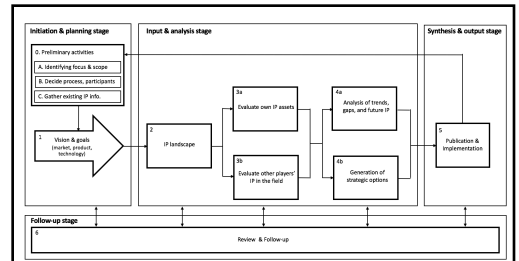 Initiation & planning stage
Input & analysis stage
Synthesis & output stage
0. Preliminary activities
A. Identifying focus & scope
B. Decide process, participants
C. Gather existing IP info.
1
Vision & goals
(market, product,
technology)
2
IP landscape
3a
Evaluate own IP assets
3b
Evaluate other players'
IP in the field
4a
Analysis of trends,
gaps, and future IP
4b
Generation of
strategic options
5
Publication &
Implementation
Follow-up stage
6
Review & Follow-up